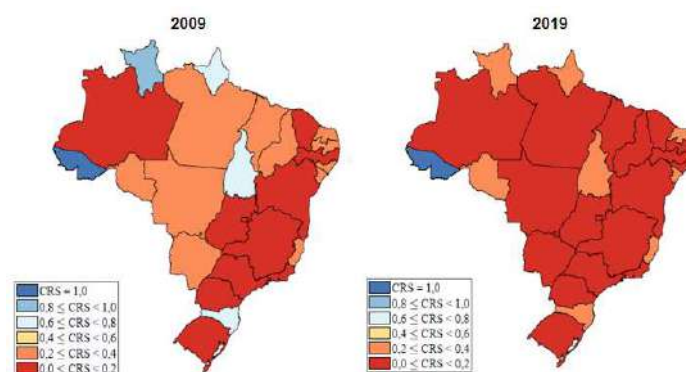 2009
2019
CRS = 1,0
0,8 ≤ CRS < 1,0
0,6 ≤ CRS < 0,8
0,4 ≤ CRS < 0,6
0,2 ≤ CRS < 0,4
0,0 ≤ CRS < 0,2
CRS = 1,0
0,8 ≤ CRS < 1,0
0,6 ≤ CRS < 0,8
0,4 ≤ CRS < 0,6
0,2 ≤ CRS < 0,4
0,0 ≤ CRS < 0,2